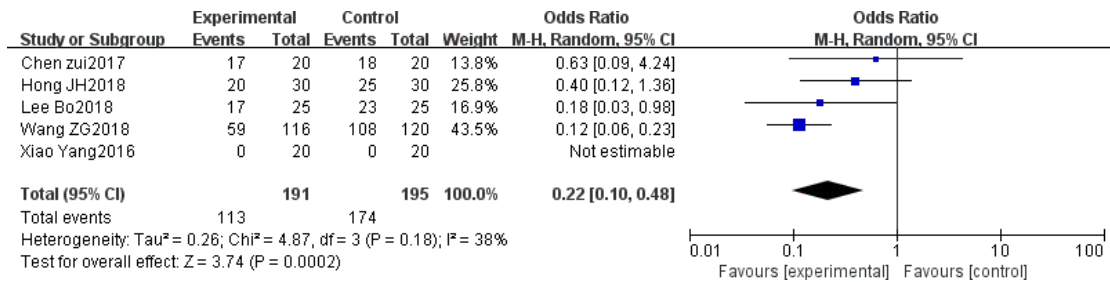 Experimental Control Odds Ratio Odds Ratio
Study or Subgroup Events Total Events Total Weight M-H, Random, 95% CI M-H, Random, 95% CI
Chen zui2017 17 20 18 20 13.8% 0.63 [0.09, 4.24]
Hong JH2018 20 30 25 30 25.8% 0.40 [0.12, 1.36]
Lee Bo2018 17 25 23 25 16.9% 0.18 [0.03, 0.98]
Wang ZG2018 59 116 108 120 43.5% 0.12 [0.06, 0.23]
Xiao Yang2016 0 20 0 20 Not estimable
Total (95% CI) 191 195 100.0% 0.22 [0.10, 0.48]
Total events 113 174
Heterogeneity: Tau² = 0.26; Chi² = 4.87, df = 3 (P = 0.18); I² = 38%
Test for overall effect: Z = 3.74 (P = 0.0002)
0.01 0.1 1 10 100
Favours [experimental] Favours [control]